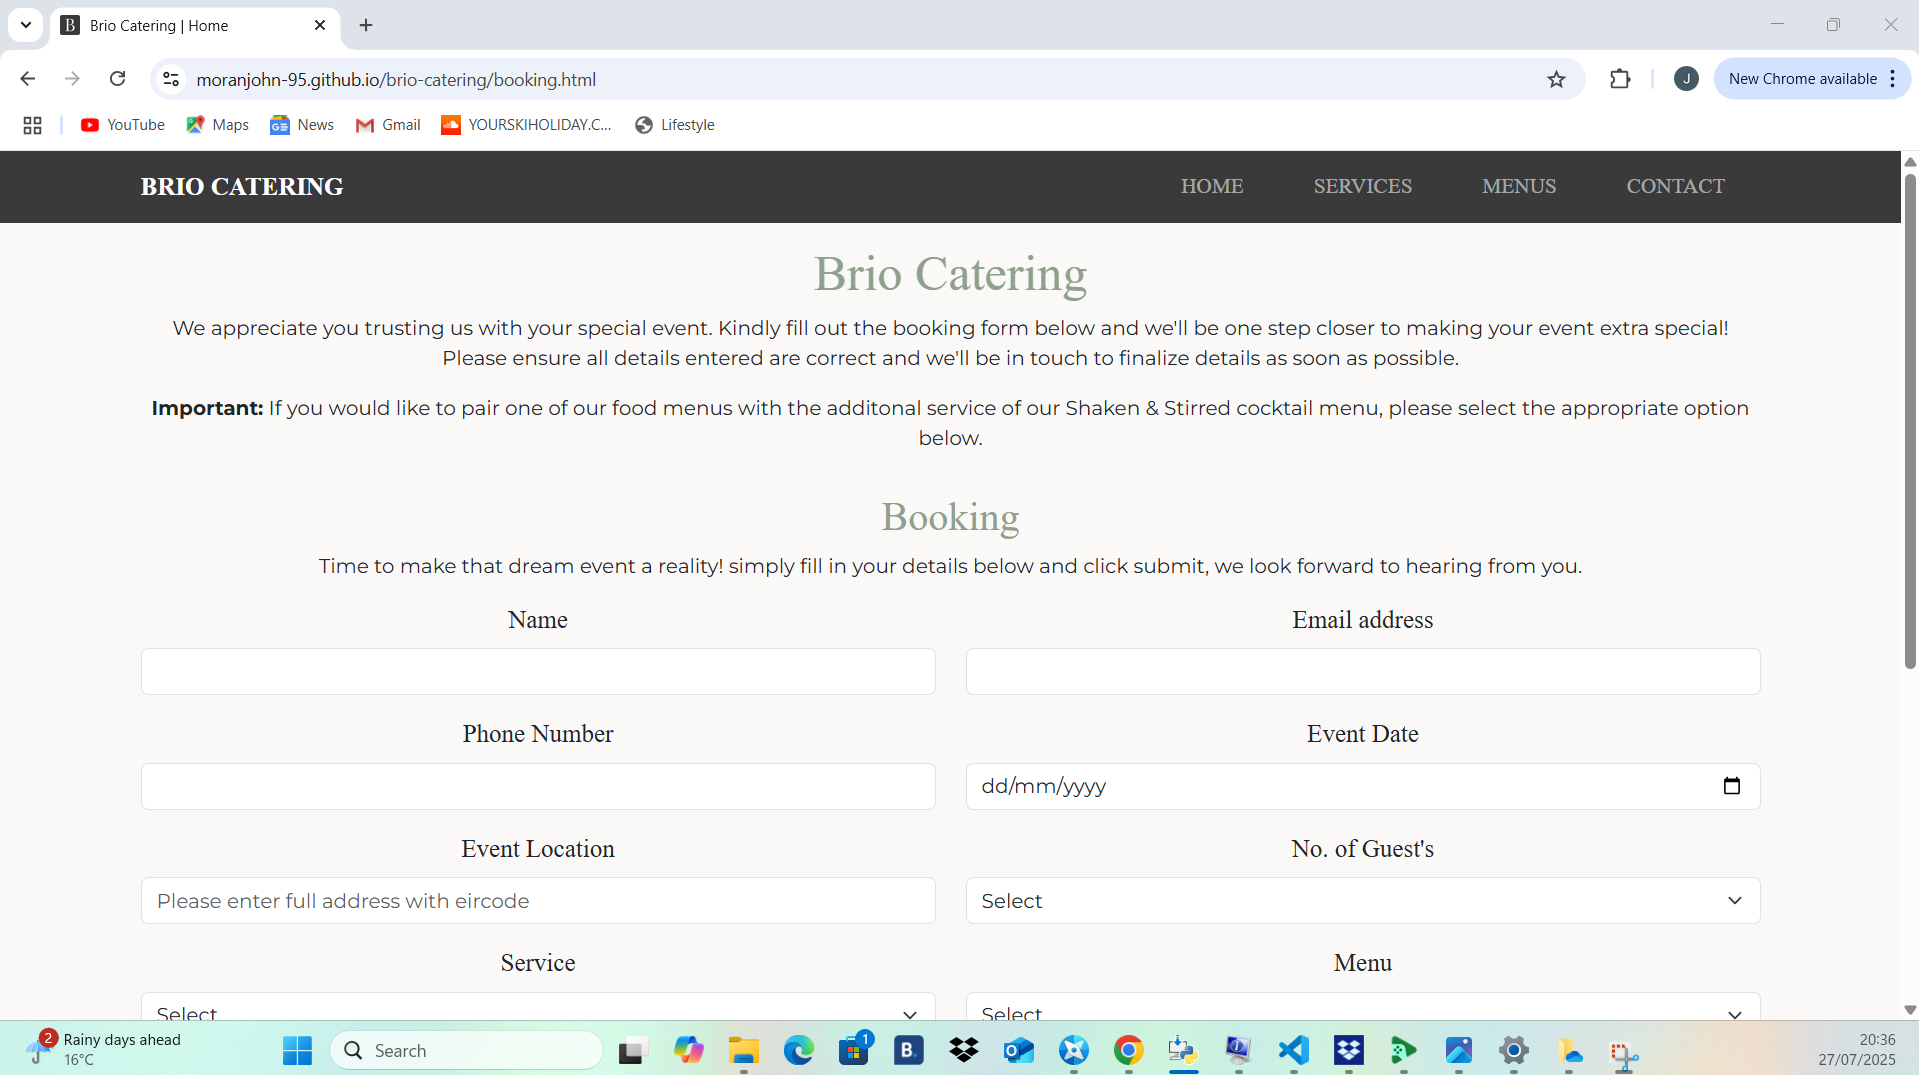 Brio Catering | Home
moranjohn-95.github.io/brio-catering/booking.html
J
New Chrome available
YouTube
Maps
News
Gmail
YOURSKIHOLIDAY.C...
Lifestyle
BRIO CATERING
HOME
SERVICES
MENUS
CONTACT
Brio Catering
We appreciate you trusting us with your special event. Kindly fill out the booking form below and we'll be one step closer to making your event extra special!
Please ensure all details entered are correct and we'll be in touch to finalize details as soon as possible.
Important: If you would like to pair one of our food menus with the additonal service of our Shaken & Stirred cocktail menu, please select the appropriate option
below.
Booking
Time to make that dream event a reality! simply fill in your details below and click submit, we look forward to hearing from you.
Name
Email address
Phone Number
Event Date
dd/mm/yyyy
Event Location
No. of Guest's
Please enter full address with eircode
Select
Service
Menu
Select
Select
2
Rainy days ahead
16°C
Search
1
B.
20:36
27/07/2025